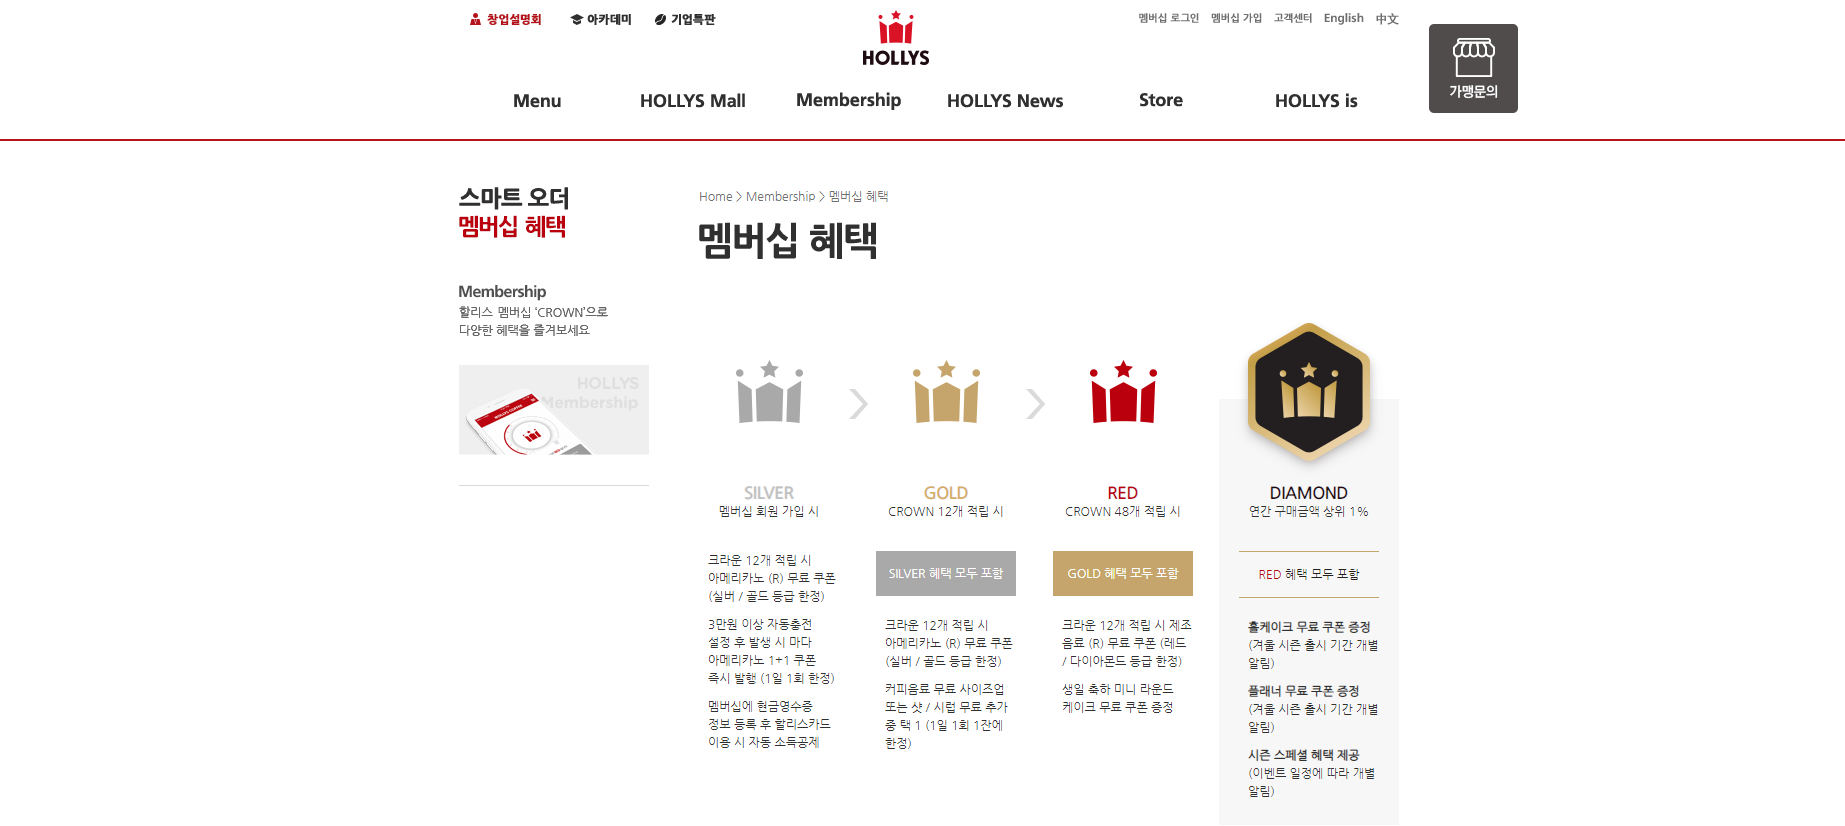 창업설명회
아카데미
기업특판
HOLLYS
멤버십 로그인
멤버십 가입
고객센터
English
中文
가맹문의
Menu
HOLLYS Mall
Membership
HOLLYS News
Store
HOLLYS is
스마트 오더
멤버십 혜택
Membership
할리스 멤버십 ‘CROWN’으로
다양한 혜택을 즐겨보세요
HOLLYS
Membership
Home > Membership > 멤버십 혜택
멤버십 혜택
SILVER
멤버십 회원 가입 시
크라운 12개 적립 시
아메리카노 (R) 무료 쿠폰
(실버 / 골드 등급 한정)
3만원 이상 자동충전
설정 후 발생 시 마다
아메리카노 1+1 쿠폰
즉시 발행 (1일 1회 한정)
멤버십에 현금영수증
정보 등록 후 할리스카드
이용 시 자동 소득공제
GOLD
CROWN 12개 적립 시
SILVER 혜택 모두 포함
크라운 12개 적립 시
아메리카노 (R) 무료 쿠폰
(실버 / 골드 등급 한정)
커피음료 무료 사이즈업
또는 샷 / 시럽 무료 추가
중 택 1 (1일 1회 1잔에
한정)
RED
CROWN 48개 적립 시
GOLD 혜택 모두 포함
크라운 12개 적립 시 제조
음료 (R) 무료 쿠폰 (레드
/ 다이아몬드 등급 한정)
생일 축하 미니 라운드
케이크 무료 쿠폰 증정
DIAMOND
연간 구매금액 상위 1%
RED 혜택 모두 포함
홀케이크 무료 쿠폰 증정
(겨울 시즌 출시 기간 개별
알림)
플래너 무료 쿠폰 증정
(겨울 시즌 출시 기간 개별
알림)
시즌 스페셜 혜택 제공
(이벤트 일정에 따라 개별
알림)